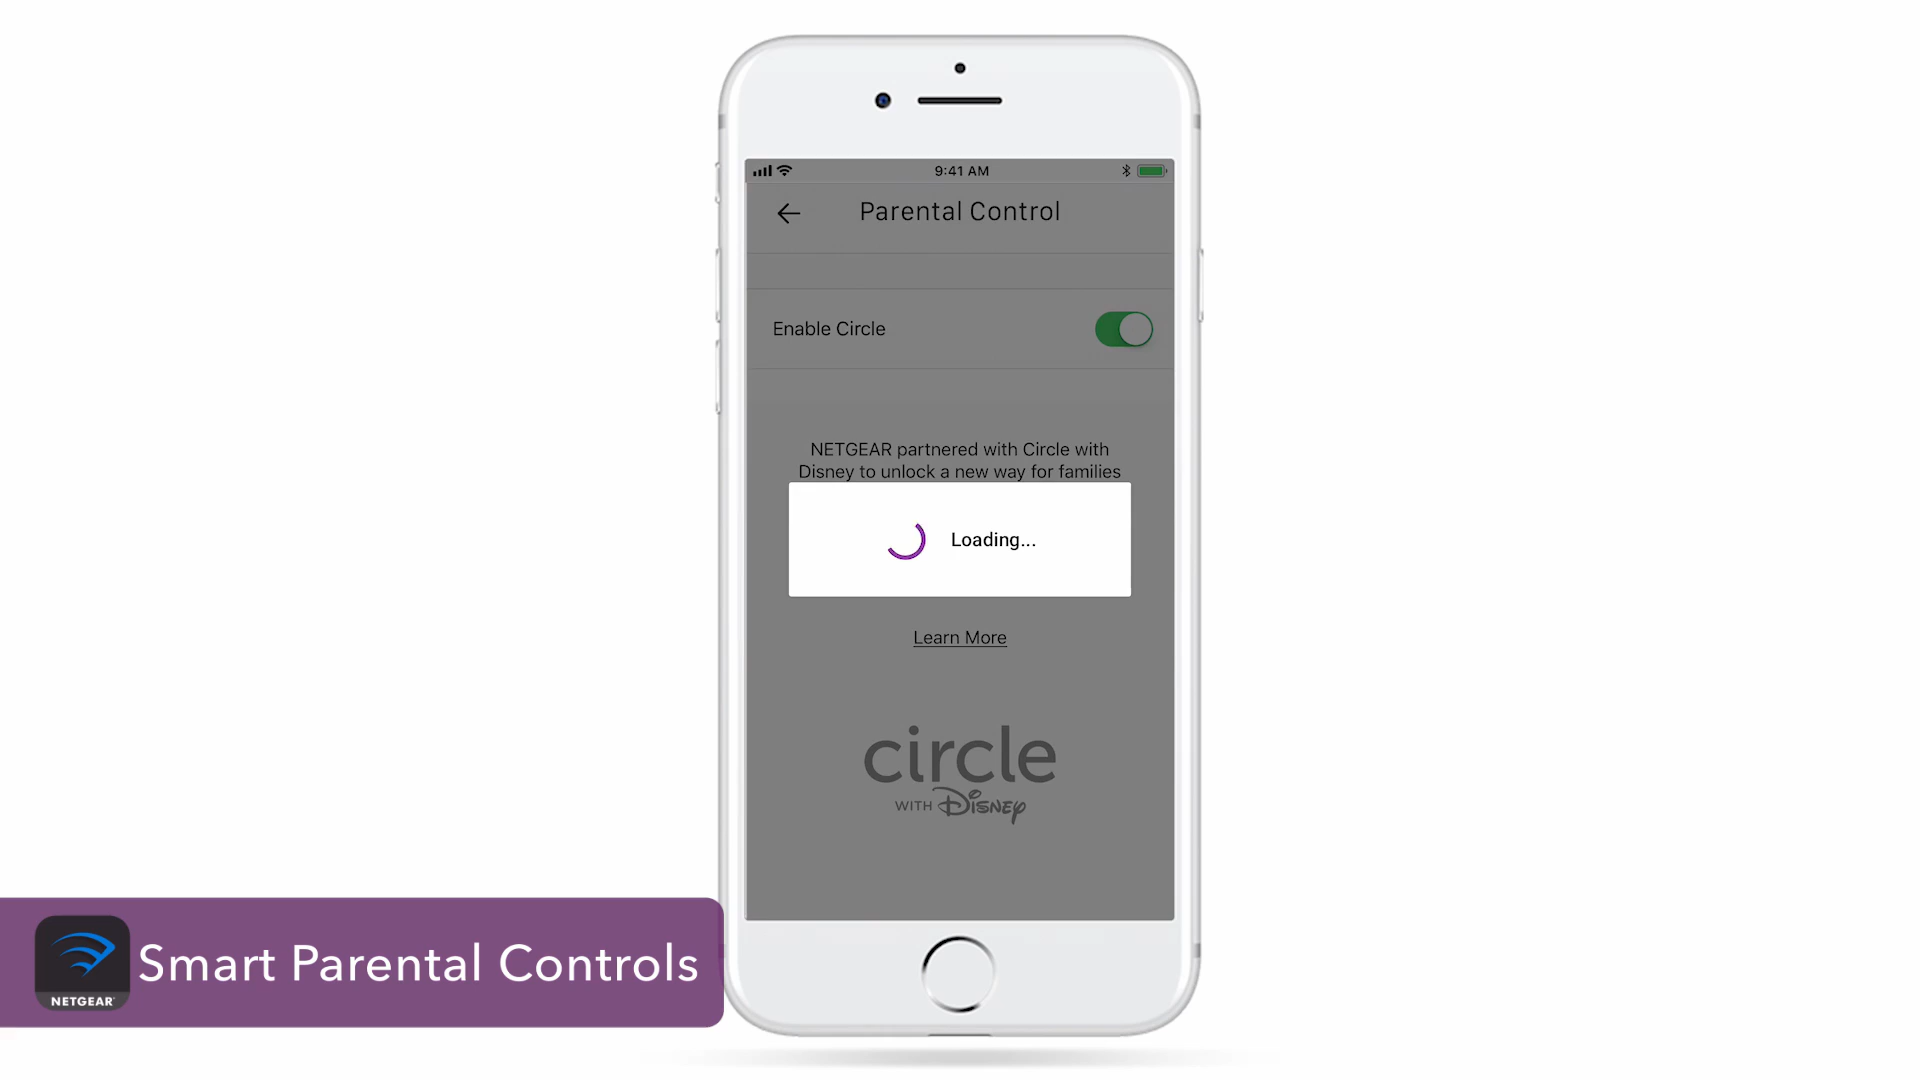 9:41 AM
Parental Control
Enable Circle
NETGEAR partnered with Circle with
Disney to unlock a new way for families
Loading...
Learn More
circle
WITH Disney
NETGEAR
Smart Parental Controls